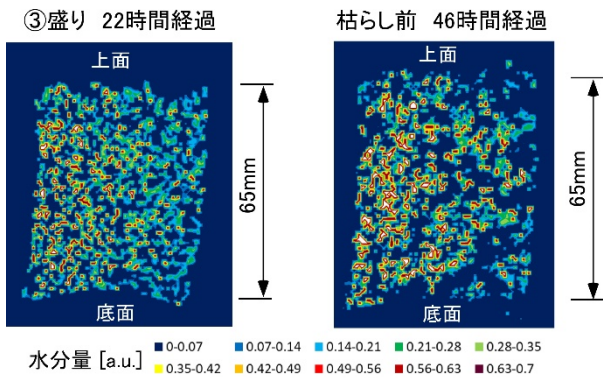 ③盛り 22時間経過
枯らし前 46時間経過
上面
上面
65mm
65mm
底面
底面
水分量 [a.u.]
0-0.07 0.07-0.14 0.14-0.21 0.21-0.28 0.28-0.35
0.35-0.42 0.42-0.49 0.49-0.56 0.56-0.63 0.63-0.7